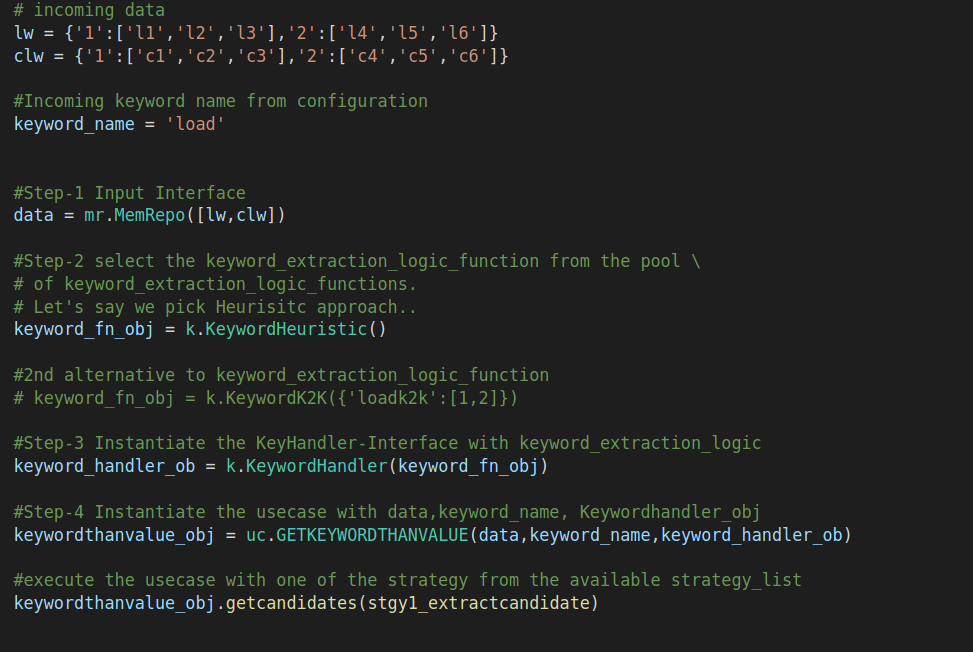 # incoming data
lw = {'1':['l1','l2','l3'],'2':['l4','l5','l6']}
clw = {'1':['c1','c2','c3'],'2':['c4','c5','c6']}
#Incoming keyword name from configuration
keyword_name = 'load'
#Step-1 Input Interface
data = mr.MemRepo([lw,clw])
#Step-2 select the keyword_extraction_logic_function from the pool \
# of keyword_extraction_logic_functions.
# Let's say we pick Heurisitc approach..
keyword_fn_obj = k.KeywordHeuristic()
#2nd alternative to keyword_extraction_logic_function
# keyword_fn_obj = k.KeywordK2K({'loadk2k':[1,2]})
#Step-3 Instantiate the KeyHandler-Interface with keyword_extraction_logic
keyword_handler_ob = k.KeywordHandler(keyword_fn_obj)
#Step-4 Instantiate the usecase with data,keyword_name, Keywordhandler_obj
keywordthanvalue_obj = uc.GETKEYWORDTHANVALUE(data,keyword_name,keyword_handler_ob)
#execute the usecase with one of the strategy from the available strategy_list
keywordthanvalue_obj.getcandidates(stgy1_extractcandidate)